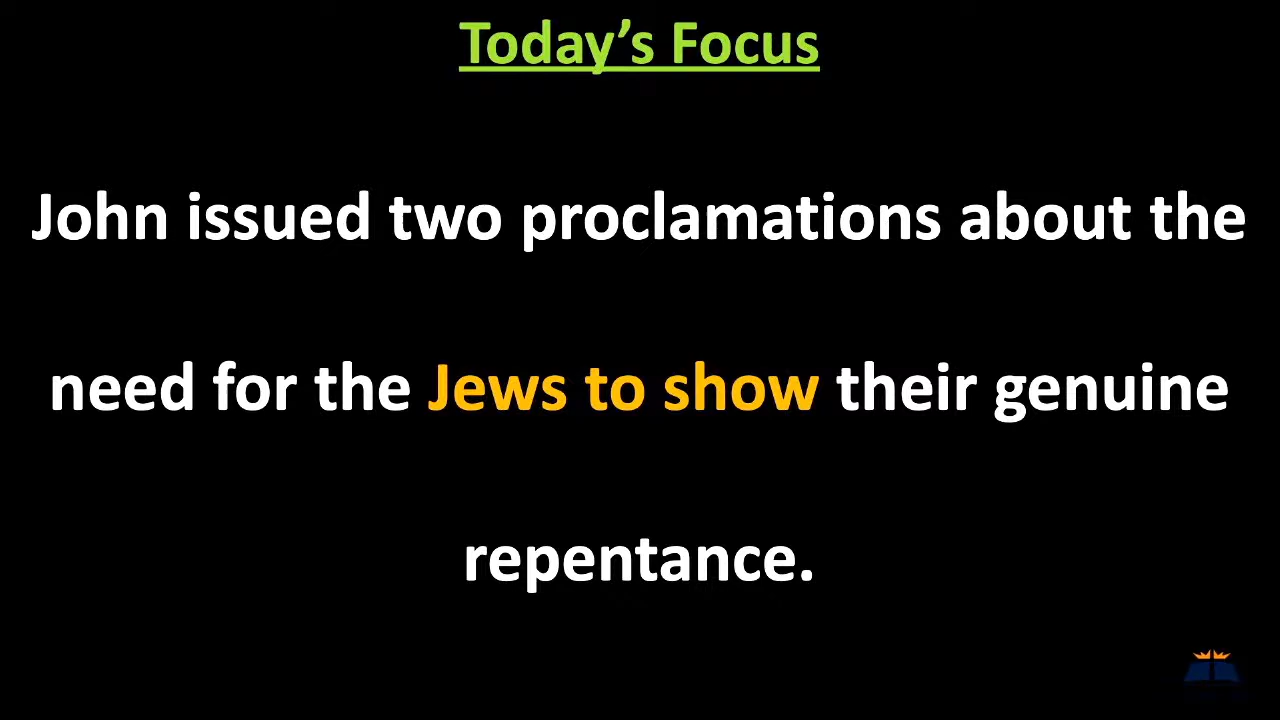 Today’s Focus
John issued two proclamations about the
need for the Jews to show their genuine
repentance.